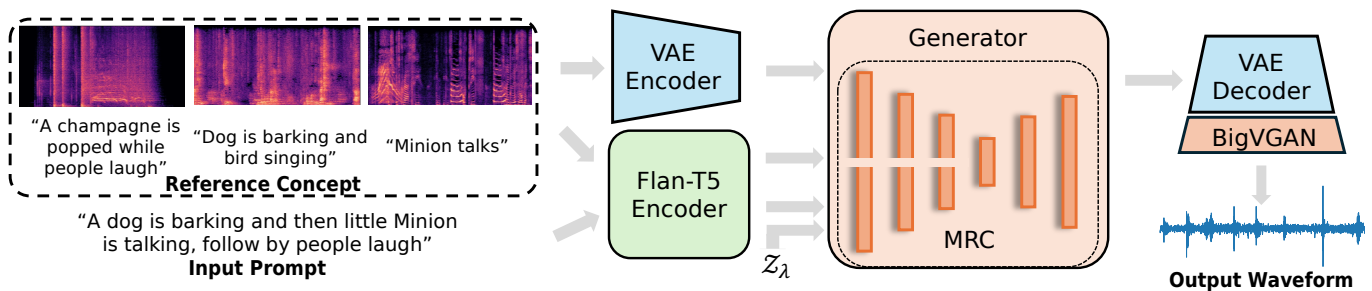 “A champagne is
popped while
people laugh”
“Dog is barking and
bird singing”
“Minion talks”
Reference Concept
“A dog is barking and then little Minion
is talking, follow by people laugh”
Input Prompt
VAE
Encoder
Flan-T5
Encoder
zλ
Generator
MRC
VAE
Decoder
BigVGAN
Output Waveform